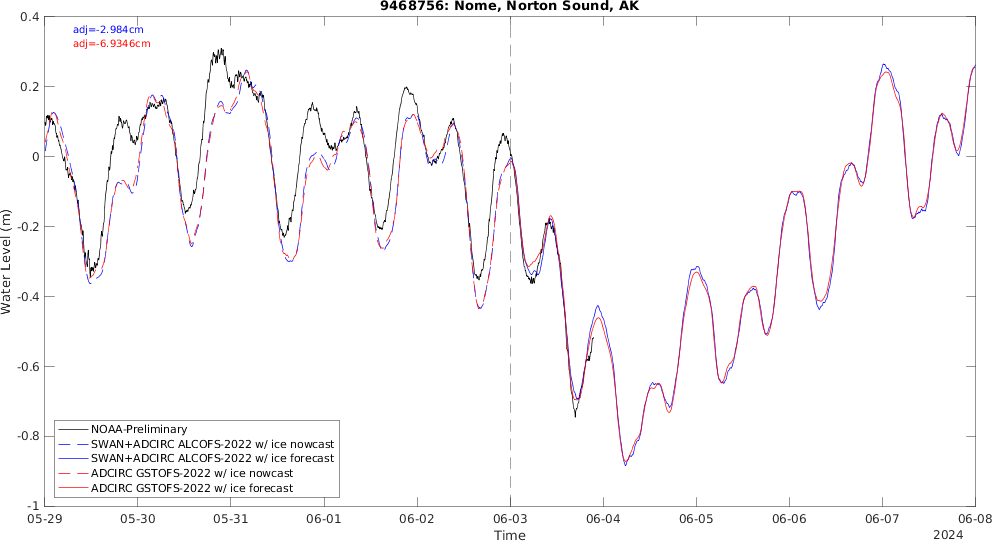 9468756: Nome, Norton Sound, AK
adj=-2.984cm
adj=-6.9346cm
0.4
0.2
0
-0.2
-0.4
-0.6
-0.8
-1
Water Level (m)
NOAA-Preliminary
SWAN+ADCIRC ALCOFS-2022 w/ ice nowcast
SWAN+ADCIRC ALCOFS-2022 w/ ice forecast
ADCIRC GSTOFS-2022 w/ ice nowcast
ADCIRC GSTOFS-2022 w/ ice forecast
05-29 05-30 05-31 06-01 06-02 06-03 06-04 06-05 06-06 06-07 06-08
Time
2024